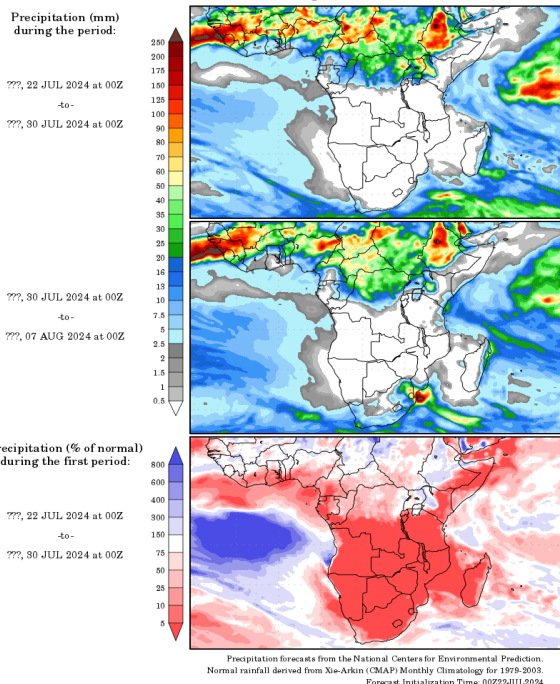 Precipitation (mm)
during the period:
250
200
175
150
125
100
90
80
70
60
50
40
35
30
25
20
16
13
10
7.5
5
2.5
2
1.5
1
0.5
???, 22 JUL 2024 at 00Z
-to-
???, 30 JUL 2024 at 00Z
???, 30 JUL 2024 at 00Z
-to-
???, 07 AUG 2024 at 00Z
recipitation (% of normal)
during the first period:
800
600
400
300
150
75
50
25
10
5
???, 22 JUL 2024 at 00Z
-to-
???, 30 JUL 2024 at 00Z
Precipitation forecasts from the National Centers for Environmental Prediction.
Normal rainfall derived from Xie-Arkin (CMAP) Monthly Climatology for 1979-2003.
Forecast Initialization Time: 00Z22JUL2024